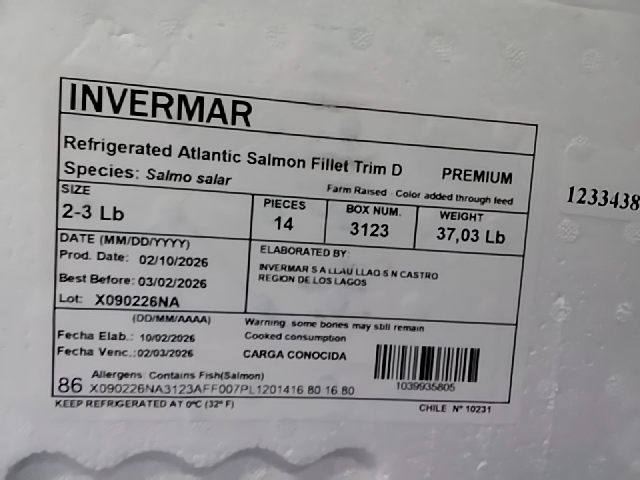 INVERMAR
Refrigerated Atlantic Salmon Fillet Trim D PREMIUM
Species: Salmo salar
Farm Raised Color added through feed
SIZE
2-3 Lb
PIECES
14
BOX NUM.
3123
WEIGHT
37,03 Lb
DATE (MM/DD/YYYY)
Prod. Date: 02/10/2026
Best Before: 03/02/2026
Lot: X090226NA
ELABORATED BY:
INVERMAR S A LLAU LLAO S N CASTRO
REGION DE LOS LAGOS
(DD/MM/AAAA)
Fecha Elab.: 10/02/2026
Fecha Venc.: 02/03/2026
Warning: some bones may still remain
Cooked consumption
CARGA CONOCIDA
1039935805
Allergens: Contains Fish(Salmon)
86 X090226NA3123AFF007PL1201416 80 16 80
KEEP REFRIGERATED AT 0ºC (32º F)
CHILE Nº 10231
1233438